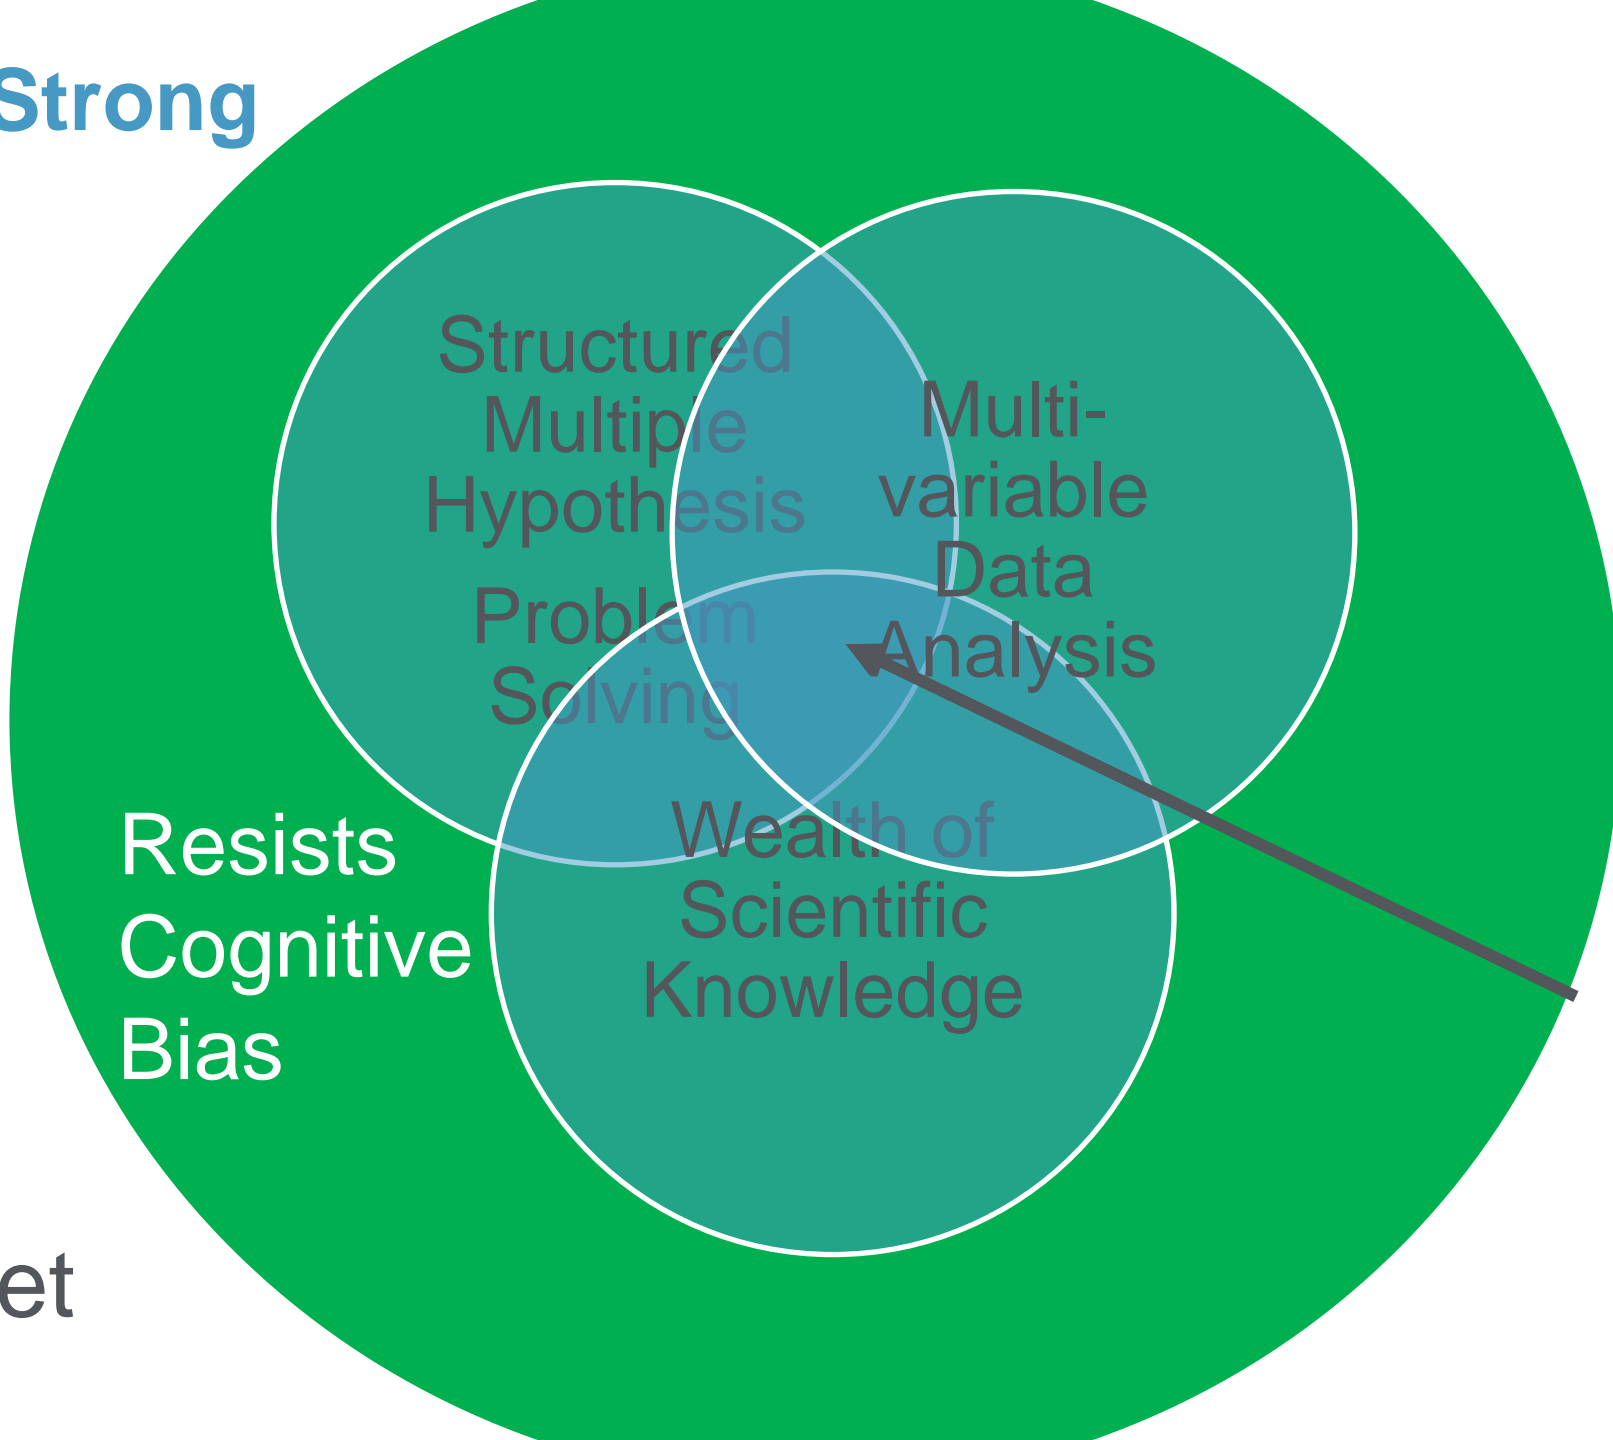 Strong
Structured
Multiple
Hypothesis
Problem
Solving
Multi-
variable
Data
Analysis
Wealth of
Scientific
Knowledge
Resists
Cognitive
Bias
et